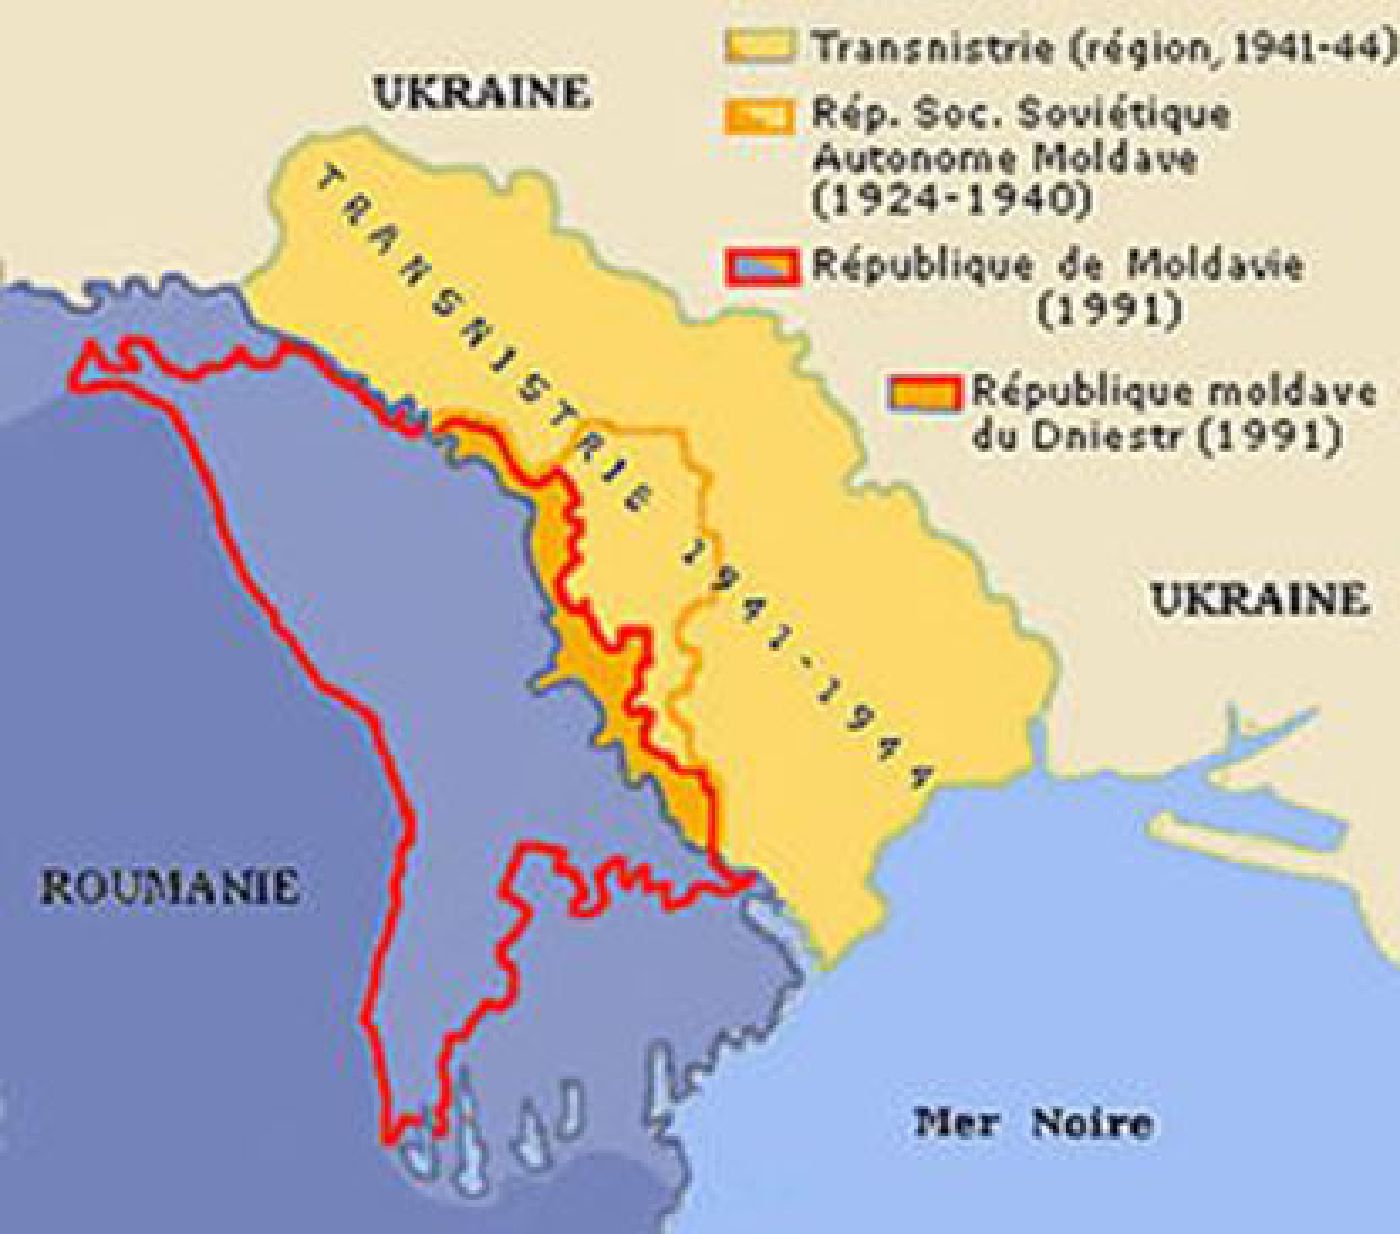 UKRAINE
Transnistrie (région, 1941-44)
Rép. Soc. Soviétique
Autonome Moldave
(1924-1940)
République de Moldavie
(1991)
République moldave
du Dniestr (1991)
TRANSNISTRIE 1941-1944
UKRAINE
ROUMANIE
Mer Noire